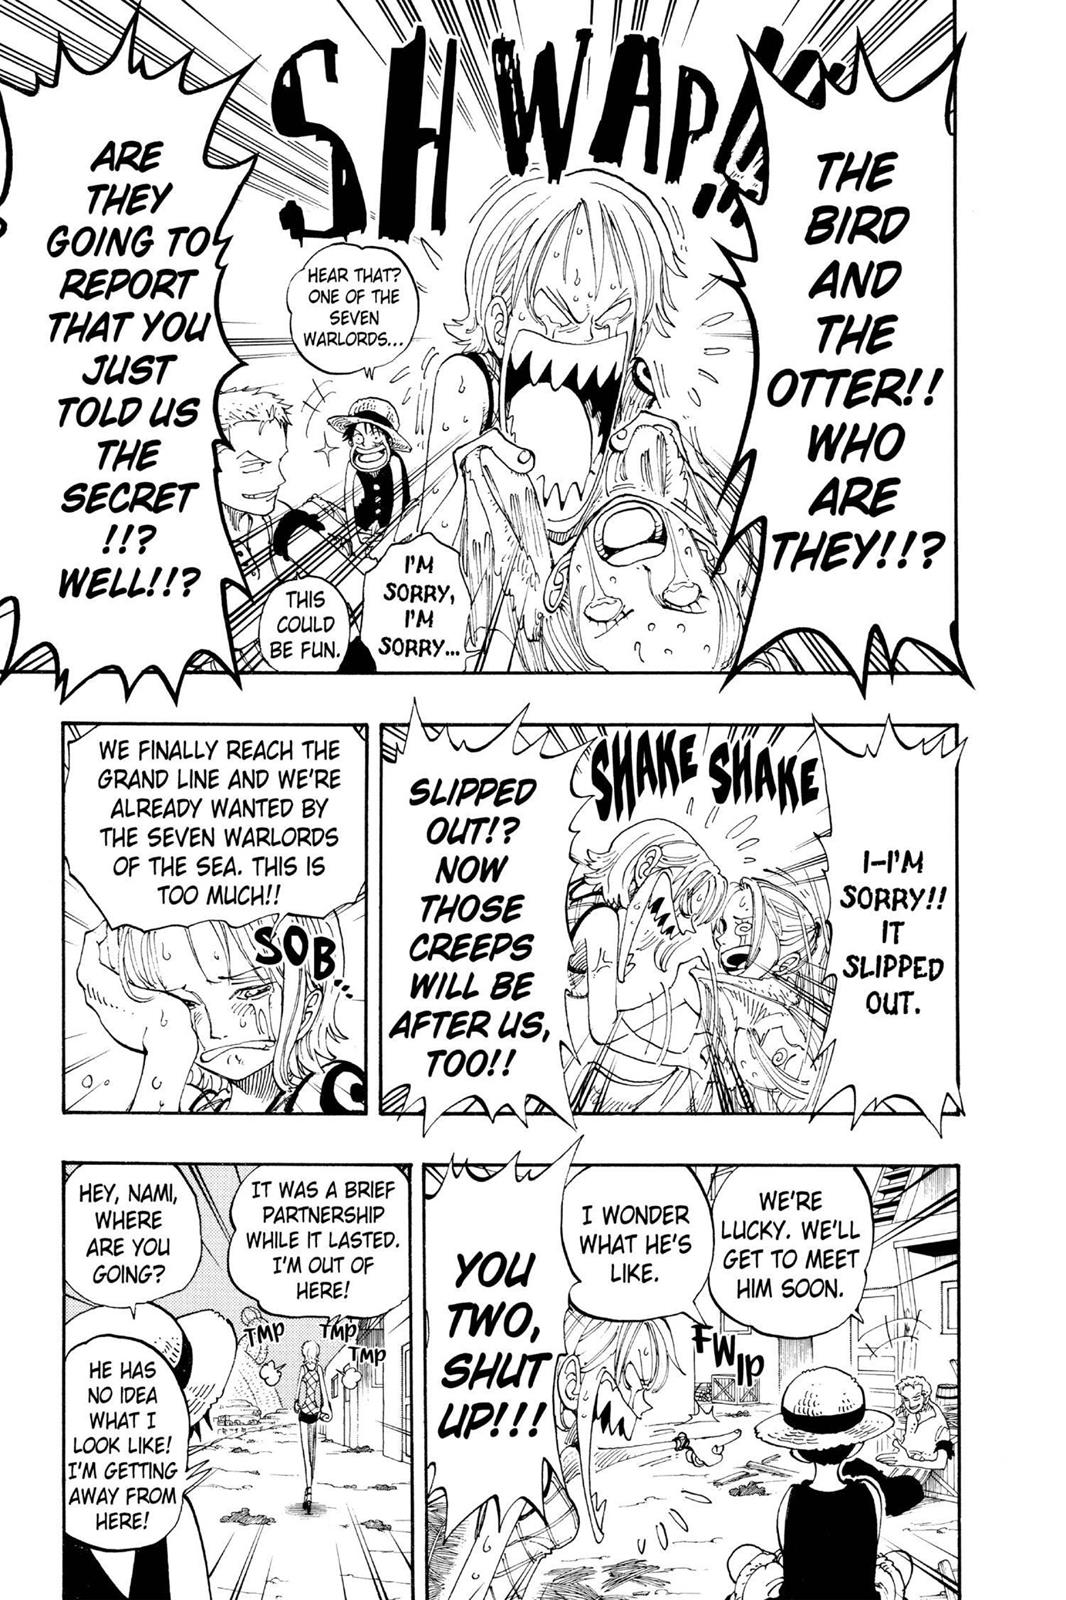 SHWAP!!
THE
BIRD
AND
THE
OTTER!!
WHO
ARE
THEY!!?
HEAR THAT?
ONE OF THE
SEVEN
WARLORDS...
I'M
SORRY,
I'M
SORRY...
THIS
COULD
BE FUN.
ARE
THEY
GOING TO
REPORT
THAT YOU
JUST
TOLD US
THE
SECRET
!!?
WELL!!?
I-I'M
SORRY!!
IT
SLIPPED
OUT.
SHAKE SHAKE
SLIPPED
OUT!?
NOW
THOSE
CREEPS
WILL BE
AFTER US,
TOO!!
WE FINALLY REACH THE
GRAND LINE AND WE'RE
ALREADY WANTED BY
THE SEVEN WARLORDS
OF THE SEA. THIS IS
TOO MUCH!!
SOB...
WE'RE
LUCKY. WE'LL
GET TO MEET
HIM SOON.
I WONDER
WHAT HE'S
LIKE.
FWIP
YOU
TWO,
SHUT
UP!!!
IT WAS A BRIEF
PARTNERSHIP
WHILE IT LASTED.
I'M OUT OF
HERE!
TMP
TMP
TMP
HEY, NAMI,
WHERE
ARE YOU
GOING?
HE HAS
NO IDEA
WHAT I
LOOK LIKE!
I'M GETTING
AWAY FROM
HERE!